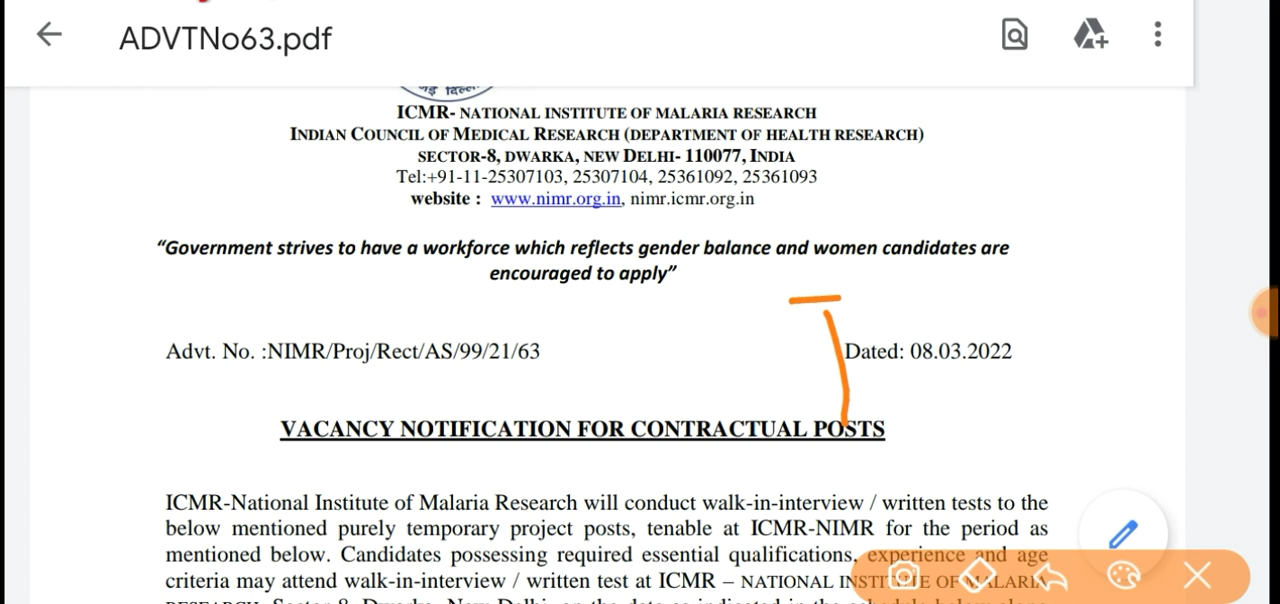 ADVTNo63.pdf
ICMR- NATIONAL INSTITUTE OF MALARIA RESEARCH
INDIAN COUNCIL OF MEDICAL RESEARCH (DEPARTMENT OF HEALTH RESEARCH)
SECTOR-8, DWARKA, NEW DELHI- 110077, INDIA
Tel:+91-11-25307103, 25307104, 25361092, 25361093
website : www.nimr.org.in, nimr.icmr.org.in
“Government strives to have a workforce which reflects gender balance and women candidates are
encouraged to apply”
Advt. No. :NIMR/Proj/Rect/AS/99/21/63 Dated: 08.03.2022
VACANCY NOTIFICATION FOR CONTRACTUAL POSTS
ICMR-National Institute of Malaria Research will conduct walk-in-interview / written tests to the
below mentioned purely temporary project posts, tenable at ICMR-NIMR for the period as
mentioned below. Candidates possessing required essential qualifications, experience and age
criteria may attend walk-in-interview / written test at ICMR – NATIONAL INSTITUTE OF MALARIA